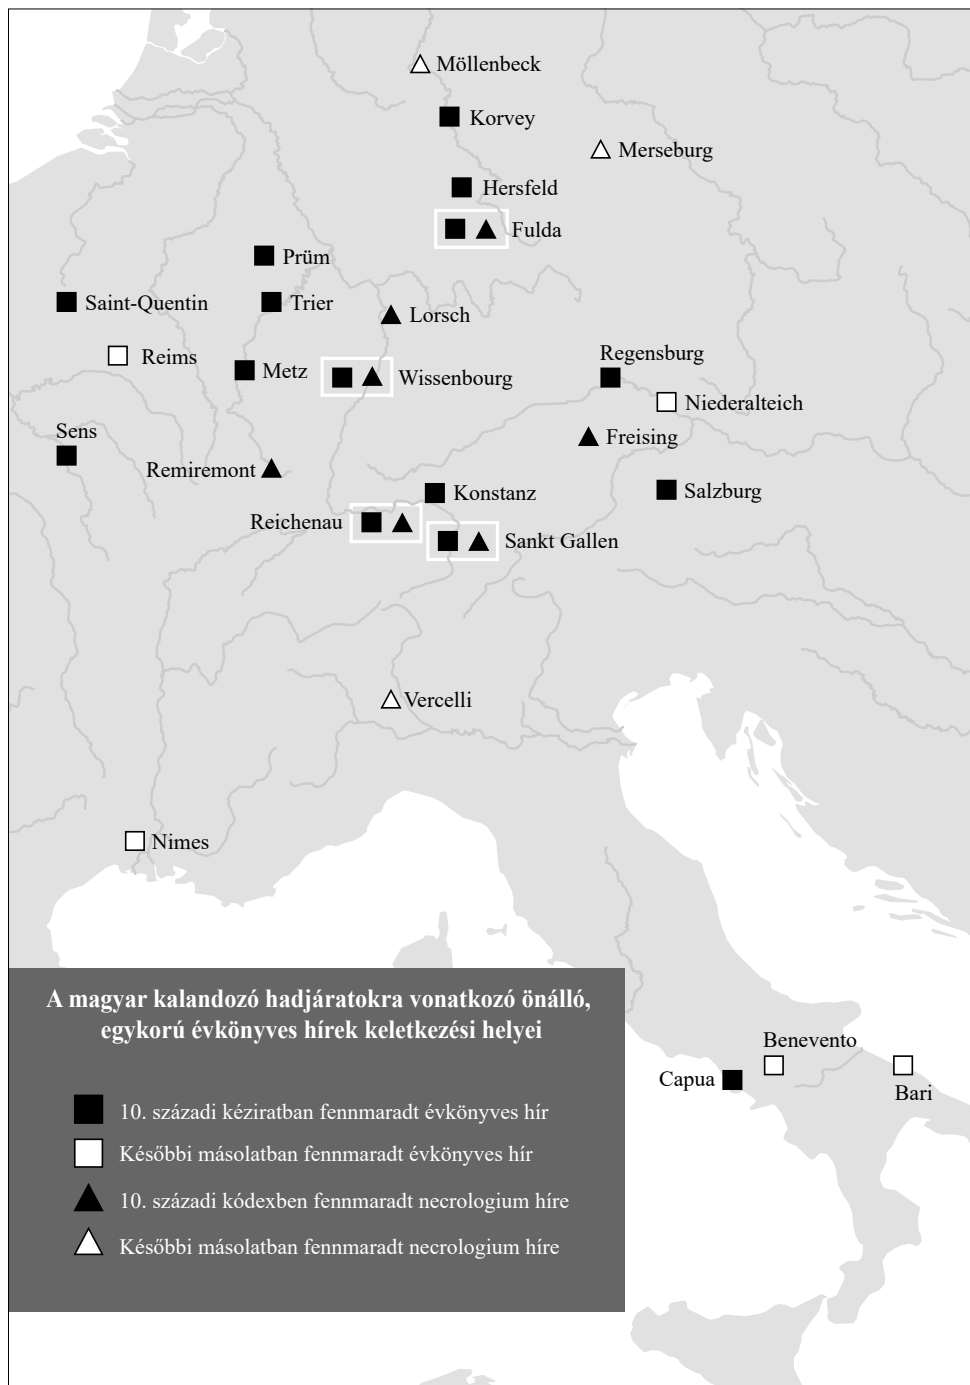 Möllenbeck
Korvey
Merseburg
Hersfeld
Fulda
Prüm
Saint-Quentin
Trier
Lorsch
Reims
Regensburg
Metz
Wissenbourg
Niederalteich
Sens
Freising
Remiremont
Konstanz
Salzburg
Reichenau
Sankt Gallen
Vercelli
Nimes
A magyar kalandozó hadjáratokra vonatkozó önálló,
egykorú évkönyves hírek keletkezési helyei
Benevento
Capua
Bari
10. századi kéziratban fennmaradt évkönyves hír
Későbbi másolatban fennmaradt évkönyves hír
10. századi kódexben fennmaradt necrologium híre
Későbbi másolatban fennmaradt necrologium híre